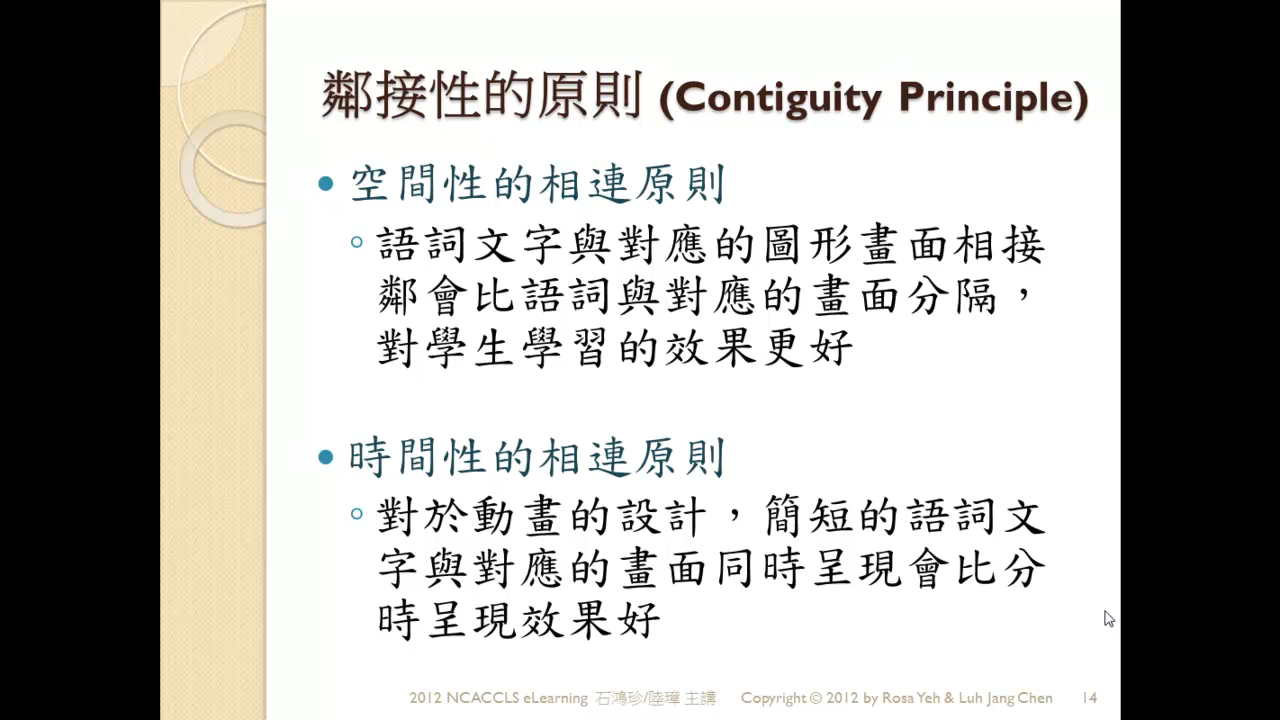 鄰接性的原則 (Contiguity Principle)
空間性的相連原則
語詞文字與對應的圖形畫面相接
鄰會比語詞與對應的畫面分隔，
對學生學習的效果更好
時間性的相連原則
對於動畫的設計，簡短的語詞文
字與對應的畫面同時呈現會比分
時呈現效果好
2012 NCACCLS eLearning 石鴻珍/陸璋 主講 Copyright © 2012 by Rosa Yeh & Luh Jang Chen 14